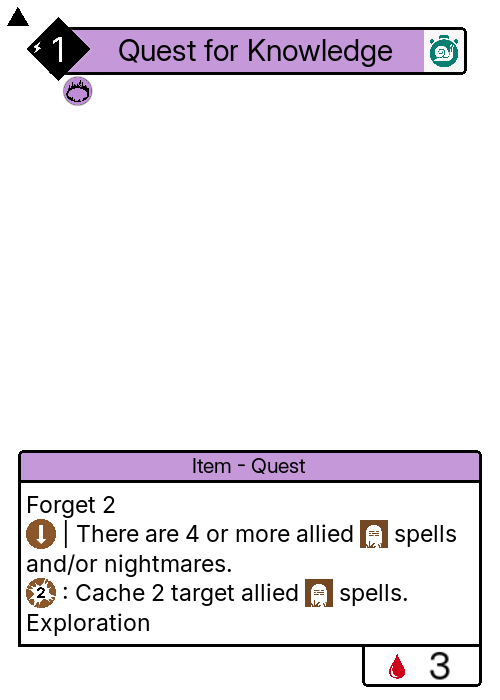 1 Quest for Knowledge
Item - Quest
Forget 2
| There are 4 or more allied spells
and/or nightmares.
2 : Cache 2 target allied spells.
Exploration
3